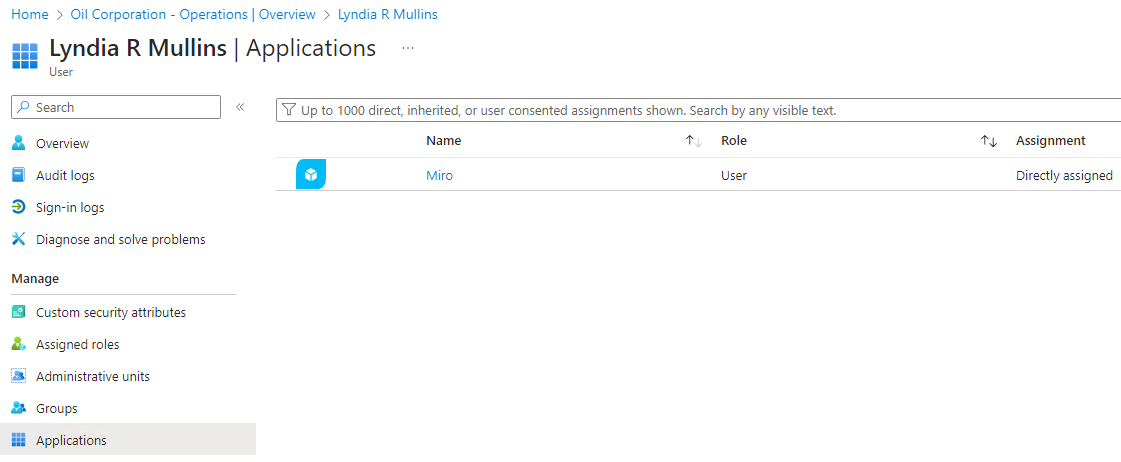 Home > Oil Corporation - Operations | Overview > Lyndia R Mullins >
Lyndia R Mullins | Applications ...
User
Search «
Up to 1000 direct, inherited, or user consented assignments shown. Search by any visible text.
Overview
Audit logs
Sign-in logs
Diagnose and solve problems
Manage
Custom security attributes
Assigned roles
Administrative units
Groups
Applications
Name ↑↓ Role ↑↓ Assignment
Miro User Directly assigned